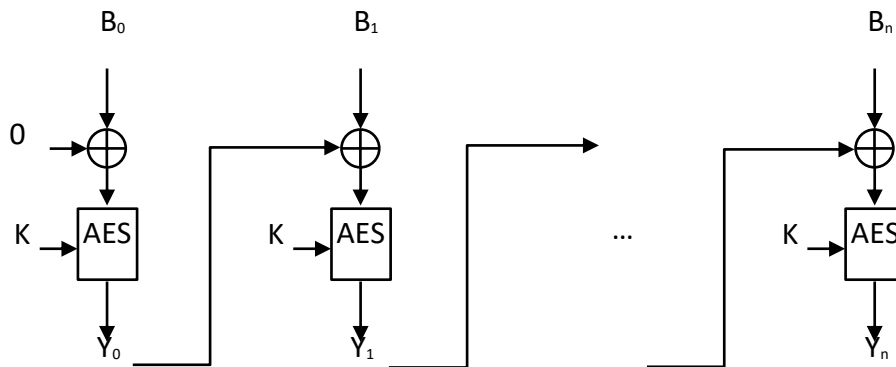 B₀ B₁ Bₙ
0
K AES K AES ... K AES
Y₀ Y₁ Yₙ